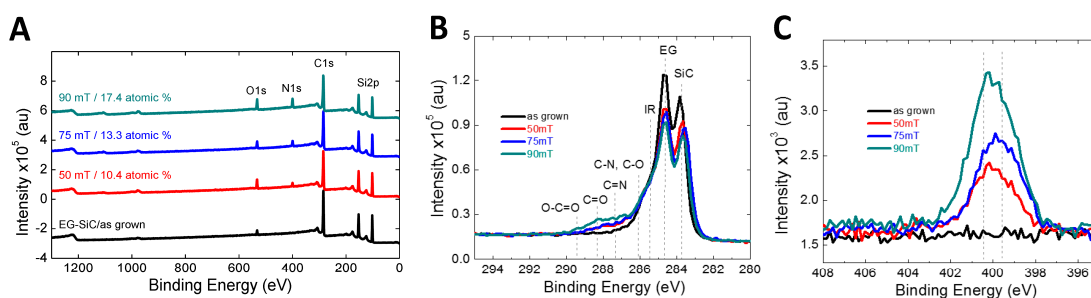 A
Intensity x10⁵ (au)
8
6
4
2
0
-2
-4
90 mT / 17.4 atomic %
75 mT / 13.3 atomic %
50 mT / 10.4 atomic %
EG-SiC/as grown
O1s
N1s
C1s
Si2p
1200 1000 800 600 400 200 0
Binding Energy (eV)
B
Intensity x10⁻⁵ (au)
1.5
1.2
0.9
0.6
0.3
0.0
as grown
50mT
75mT
90mT
EG
SiC
IR
C-N, C-O
C=N
C=O
O-C=O
294 292 290 288 286 284 282 280
Binding Energy (eV)
C
Intensity x10⁻³ (au)
3.5
3.0
2.5
2.0
1.5
as grown
50mT
75mT
90mT
408 406 404 402 400 398 396
Binding Energy (eV)